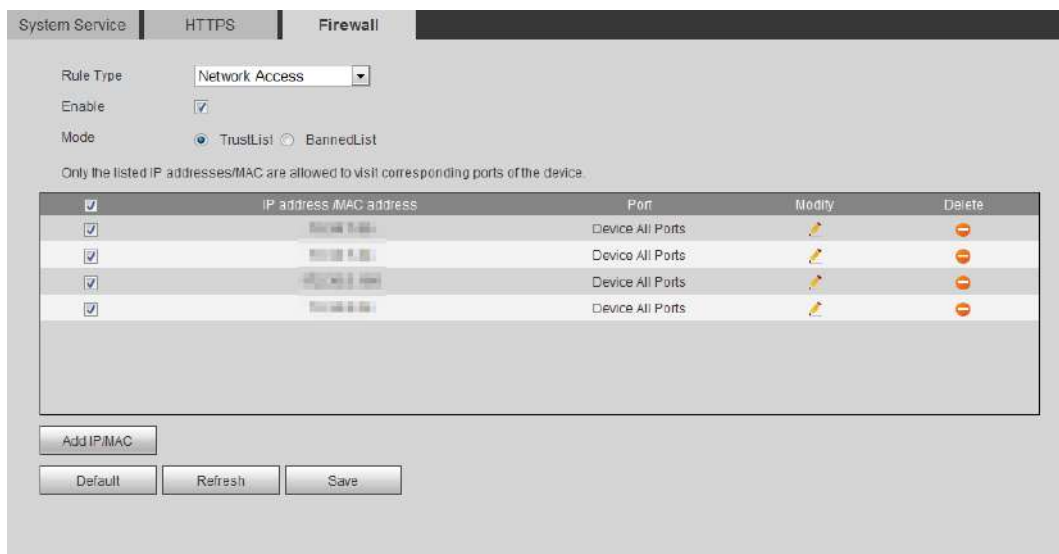 System Service HTTPS Firewall
Rule Type Network Access
Enable
Mode TrustList BannedList
Only the listed IP addresses/MAC are allowed to visit corresponding ports of the device.
IP address /MAC address Port Modify Delete
Device All Ports
Device All Ports
Device All Ports
Device All Ports
Add IP/MAC
Default Refresh Save